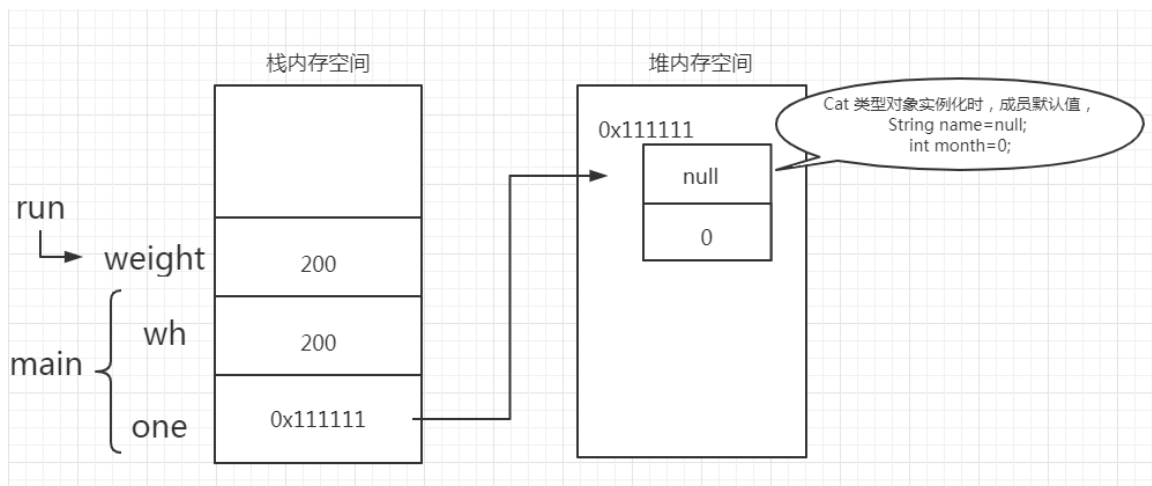 栈内存空间
堆内存空间
Cat 类型对象实例化时，成员默认值，
String name=null;
int month=0;
0x111111
null
0
run
weight
200
wh
200
main
one
0x111111